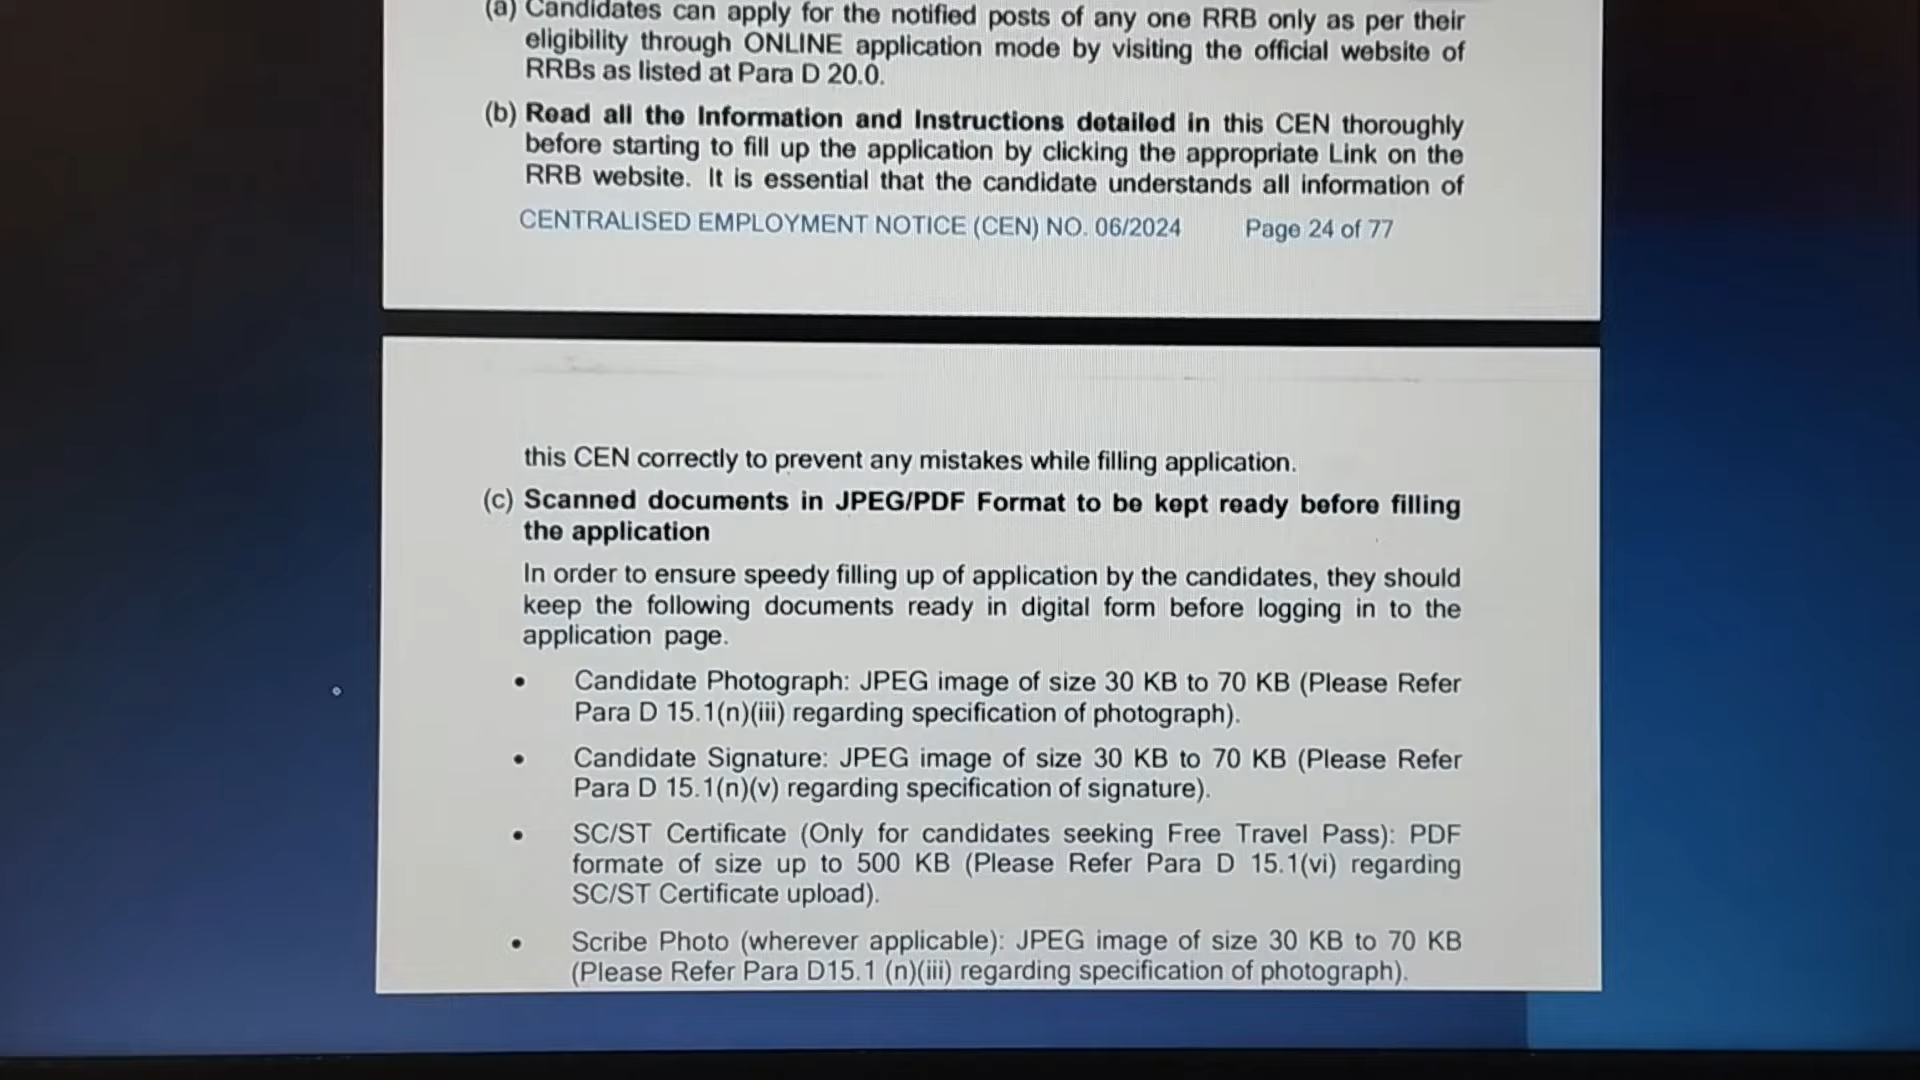 (a) Candidates can apply for the notified posts of any one RRB only as per their
eligibility through ONLINE application mode by visiting the official website of
RRBs as listed at Para D 20.0.
(b) Read all the Information and Instructions detailed in this CEN thoroughly
before starting to fill up the application by clicking the appropriate Link on the
RRB website. It is essential that the candidate understands all information of
CENTRALISED EMPLOYMENT NOTICE (CEN) NO. 06/2024 Page 24 of 77
this CEN correctly to prevent any mistakes while filling application.
(c) Scanned documents in JPEG/PDF Format to be kept ready before filling
the application
In order to ensure speedy filling up of application by the candidates, they should
keep the following documents ready in digital form before logging in to the
application page.
• Candidate Photograph: JPEG image of size 30 KB to 70 KB (Please Refer
Para D 15.1(n)(iii) regarding specification of photograph).
• Candidate Signature: JPEG image of size 30 KB to 70 KB (Please Refer
Para D 15.1(n)(v) regarding specification of signature).
• SC/ST Certificate (Only for candidates seeking Free Travel Pass): PDF
formate of size up to 500 KB (Please Refer Para D 15.1(vi) regarding
SC/ST Certificate upload).
• Scribe Photo (wherever applicable): JPEG image of size 30 KB to 70 KB
(Please Refer Para D15.1 (n)(iii) regarding specification of photograph).